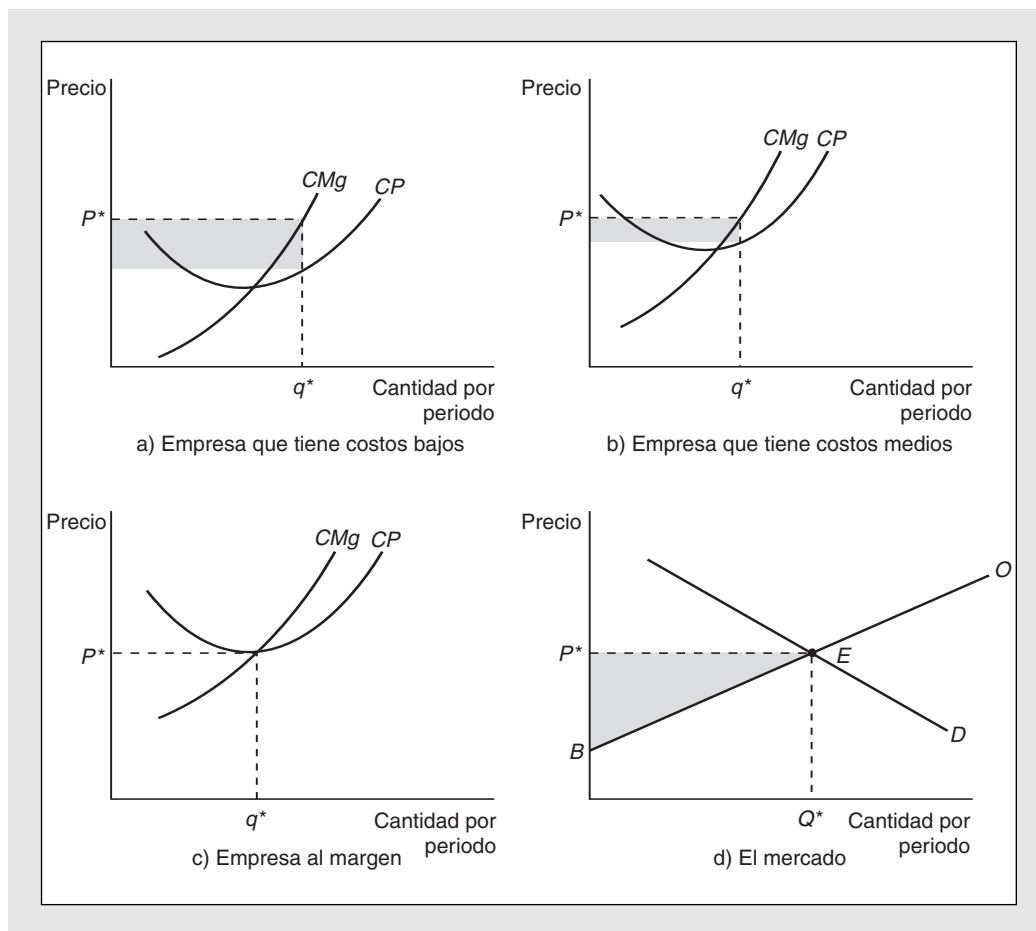 Precio
CMg
CP
P*
q*
Cantidad por
periodo
a) Empresa que tiene costos bajos
Precio
CMg CP
P*
q*
Cantidad por
periodo
b) Empresa que tiene costos medios
Precio
CMg CP
P*
q*
Cantidad por
periodo
c) Empresa al margen
Precio
O
P*
E
B
D
Q*
Cantidad por
periodo
d) El mercado